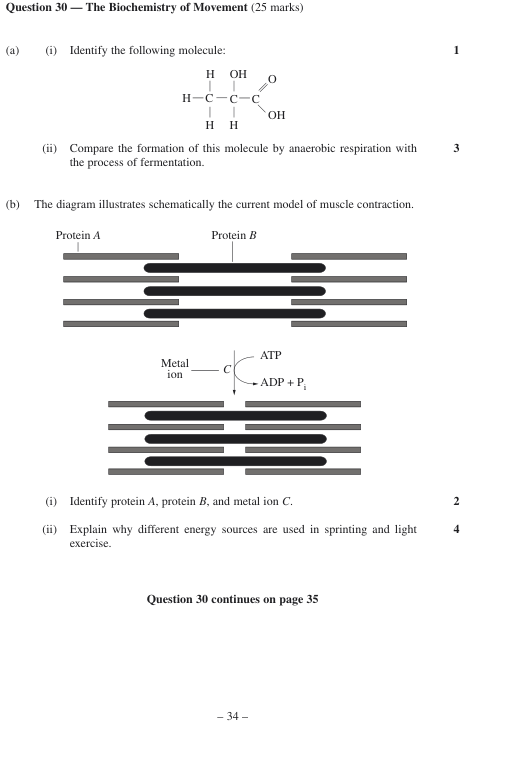 Question 30 — The Biochemistry of Movement (25 marks)
(a) (i) Identify the following molecule: 1
H OH O
H C C C
H H OH
(ii) Compare the formation of this molecule by anaerobic respiration with 3
the process of fermentation.
(b) The diagram illustrates schematically the current model of muscle contraction.
Protein A Protein B
ATP
Metal
ion C
ADP + Pi
(i) Identify protein A, protein B, and metal ion C. 2
(ii) Explain why different energy sources are used in sprinting and light 4
exercise.
Question 30 continues on page 35
– 34 –